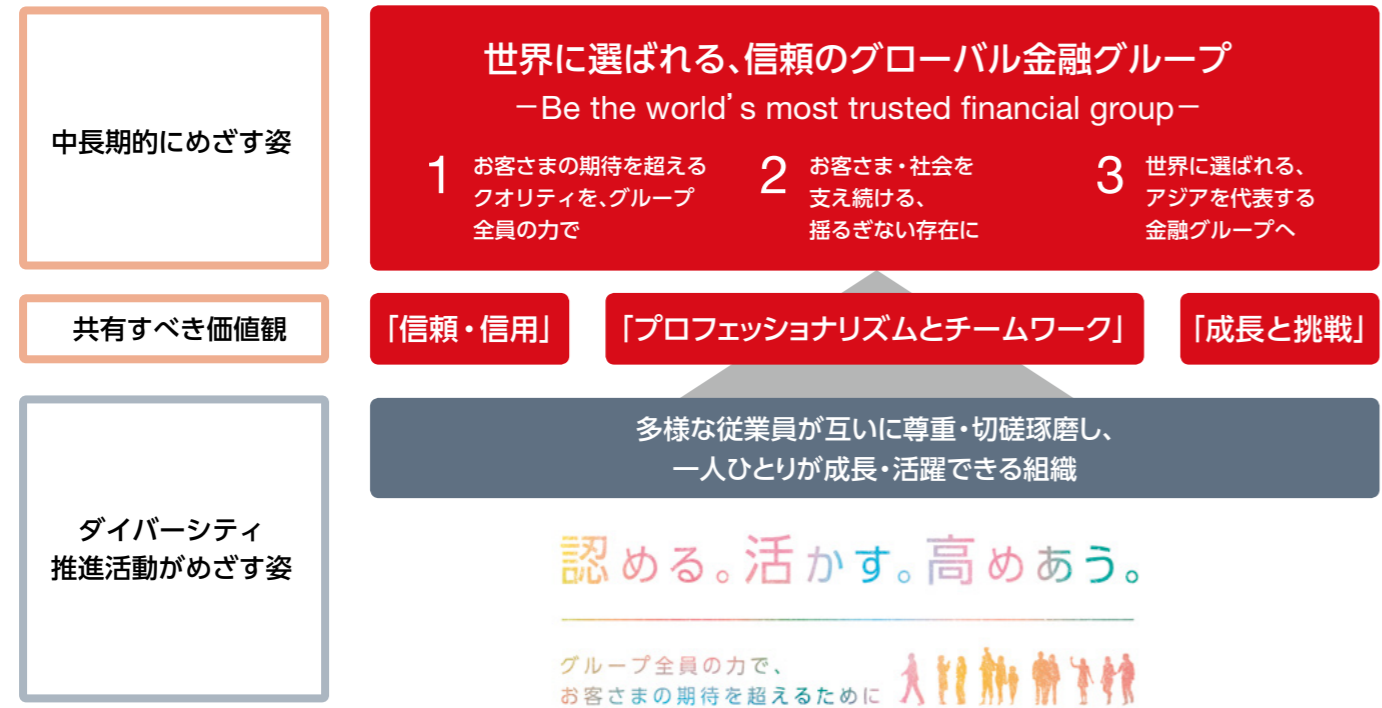 中長期的にめざす姿
世界に選ばれる、信頼のグローバル金融グループ
－Be the world’s most trusted financial group－
1 お客さまの期待を超える
クオリティを、グループ
全員の力で
2 お客さま・社会を
支え続ける、
揺るぎない存在に
3 世界に選ばれる、
アジアを代表する
金融グループへ
共有すべき価値観
「信頼・信用」
「プロフェッショナリズムとチームワーク」
「成長と挑戦」
ダイバーシティ
推進活動がめざす姿
多様な従業員が互いに尊重・切磋琢磨し、
一人ひとりが成長・活躍できる組織
認める。活かす。高めあう。
グループ全員の力で、
お客さまの期待を超えるために